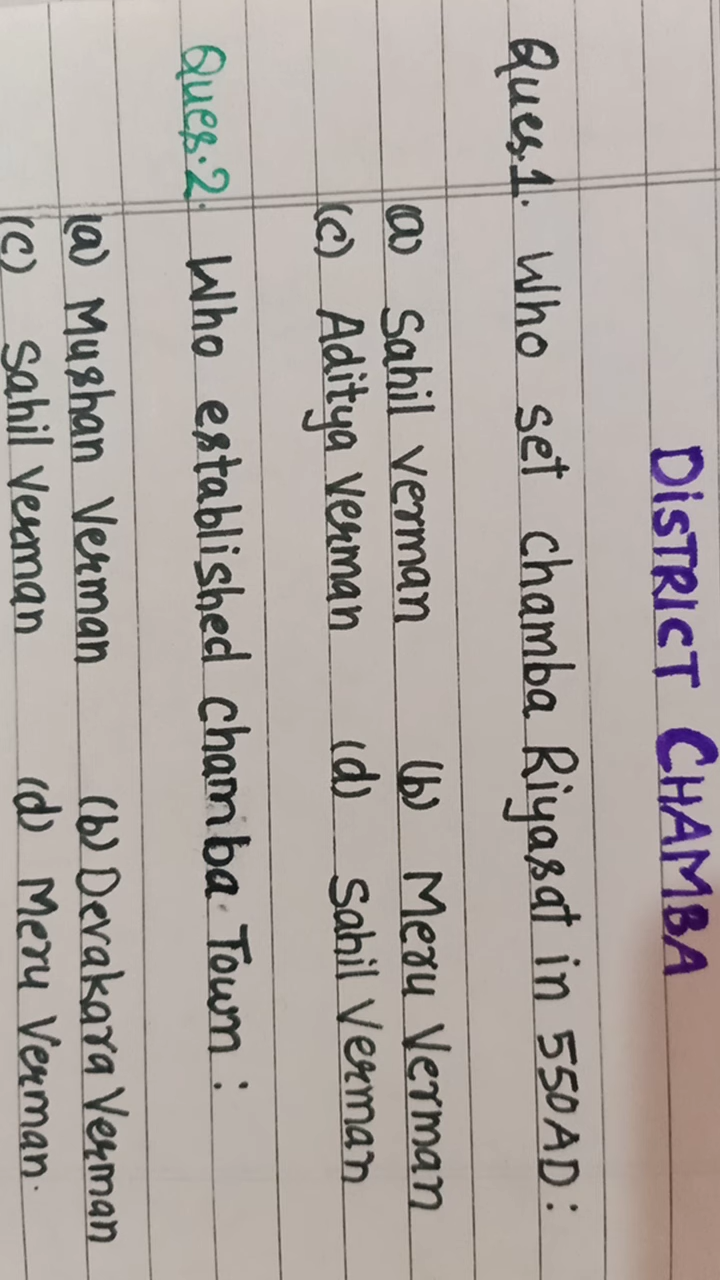 DISTRICT CHAMBA
Ques.1. Who set chamba Riyasat in 550AD:
(a) Sahil verman (b) Meru Verman
(c) Aditya Verman (d) Sahil Verman
Ques.2. Who established chamba Town:
(a) Mushan Verman (b) Devakara Verman
(c) Sahil Verman (d) Meru Verman.